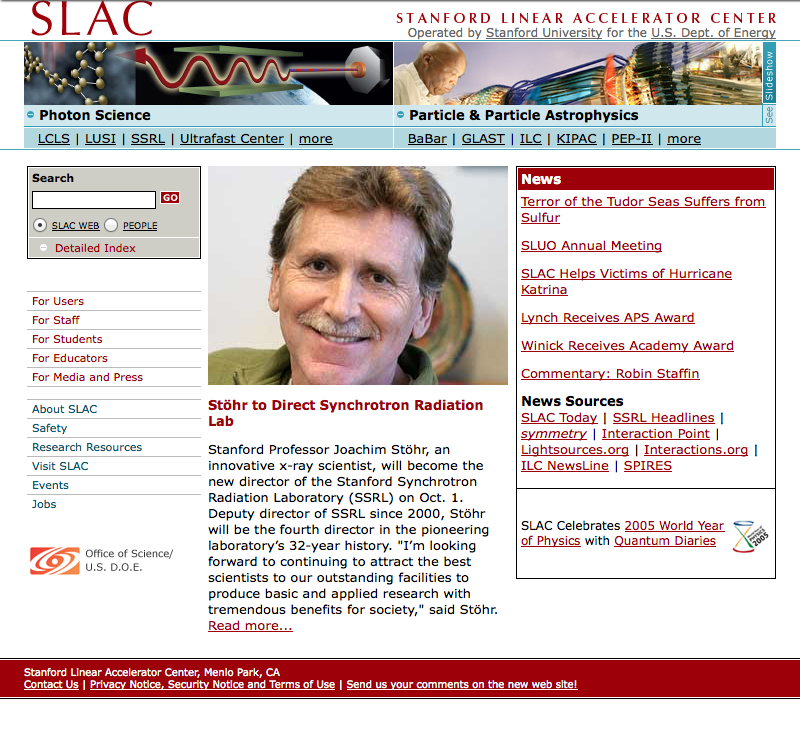 SLAC
STANFORD LINEAR ACCELERATOR CENTER
Operated by Stanford University for the U.S. Dept. of Energy
See Slideshow
Photon Science
LCLS | LUSI | SSRL | Ultrafast Center | more
Particle & Particle Astrophysics
BaBar | GLAST | ILC | KIPAC | PEP-II | more
Search
GO
SLAC WEB PEOPLE
Detailed Index
For Users
For Staff
For Students
For Educators
For Media and Press
About SLAC
Safety
Research Resources
Visit SLAC
Events
Jobs
Office of Science/
U.S. D.O.E.
Stöhr to Direct Synchrotron Radiation
Lab
Stanford Professor Joachim Stöhr, an
innovative x-ray scientist, will become the
new director of the Stanford Synchrotron
Radiation Laboratory (SSRL) on Oct. 1.
Deputy director of SSRL since 2000, Stöhr
will be the fourth director in the pioneering
laboratory’s 32-year history. "I’m looking
forward to continuing to attract the best
scientists to our outstanding facilities to
produce basic and applied research with
tremendous benefits for society," said Stöhr.
Read more...
News
Terror of the Tudor Seas Suffers from
Sulfur
SLUO Annual Meeting
SLAC Helps Victims of Hurricane
Katrina
Lynch Receives APS Award
Winick Receives Academy Award
Commentary: Robin Staffin
News Sources
SLAC Today | SSRL Headlines |
symmetry | Interaction Point |
Lightsources.org | Interactions.org |
ILC NewsLine | SPIRES
SLAC Celebrates 2005 World Year
of Physics with Quantum Diaries
2005
Stanford Linear Accelerator Center, Menlo Park, CA
Contact Us | Privacy Notice, Security Notice and Terms of Use | Send us your comments on the new web site!